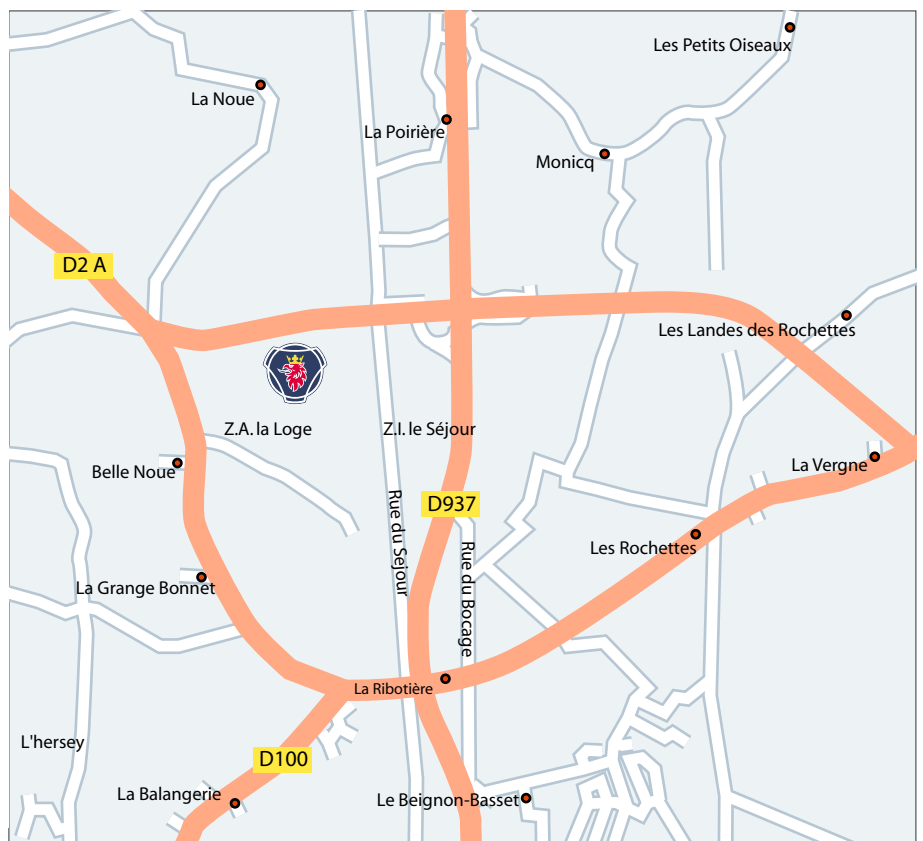 Les Petits Oiseaux
La Noue
La Poirière
Monicq
D2 A
Les Landes des Rochettes
Z.A. la Loge
Z.I. le Séjour
La Vergne
Belle Noue
D937
Rue du Séjour
Les Rochettes
La Grange Bonnet
Rue du Bocage
La Ribotière
L'hersey
D100
La Balangerie
Le Beignon-Basset